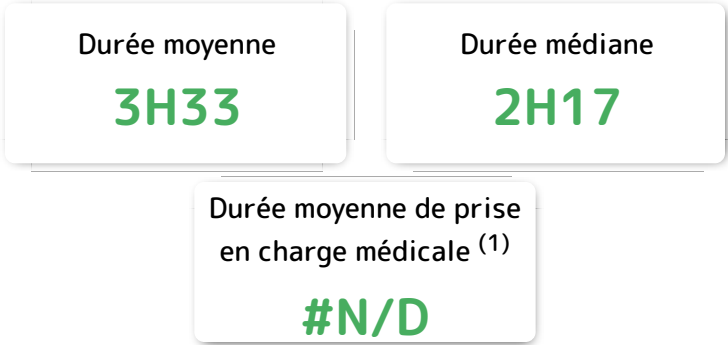 Durée moyenne
3H33
Durée médiane
2H17
Durée moyenne de prise
en charge médicale (1)
#N/D